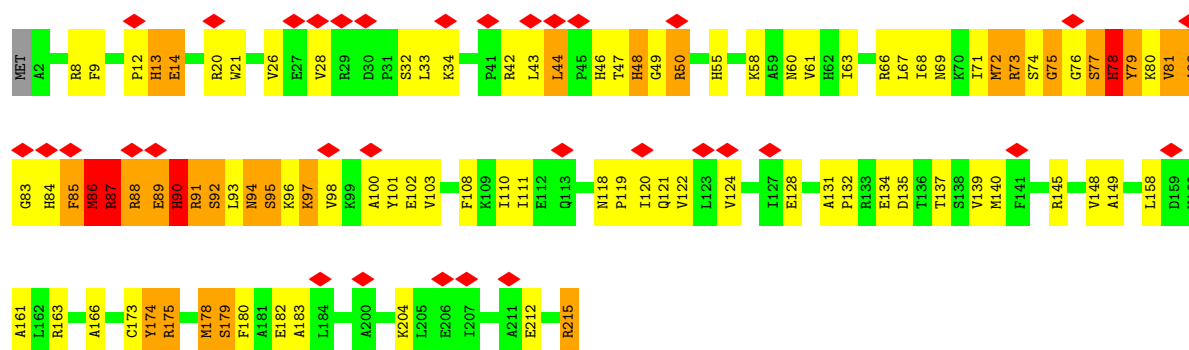 MET A2 R8 F9 P12 H13 E14 R20 W21 V26 E27 V28 R29 D30 P31 S32 L33 K34 P41 R42 L43 L44 P45 H46 T47 H48 G49 R50 H55 K58 A59 N60 V61 H62 I63 R66 L67 I68 N69 K70 I71 M72 R73 S74 G75 G76 S77 H78 Y79 K80 V81
G83 H84 F85 M86 R87 R88 E89 H90 R91 S92 L93 N94 S95 K96 K97 V98 K99 A100 Y101 E102 V103 F108 K109 I110 I111 E112 Q113 N118 P119 I120 Q121 V122 L123 V124 I127 E128 A131 P132 R133 E134 D135 T136 T137 S138 V139 M140 F141 R145 V148 A149 L158 D159
A161 L162 R163 A166 C173 Y174 R175 M178 S179 F180 A181 E182 A183 L184 A200 K204 L205 E206 I207 A211 E212 R215